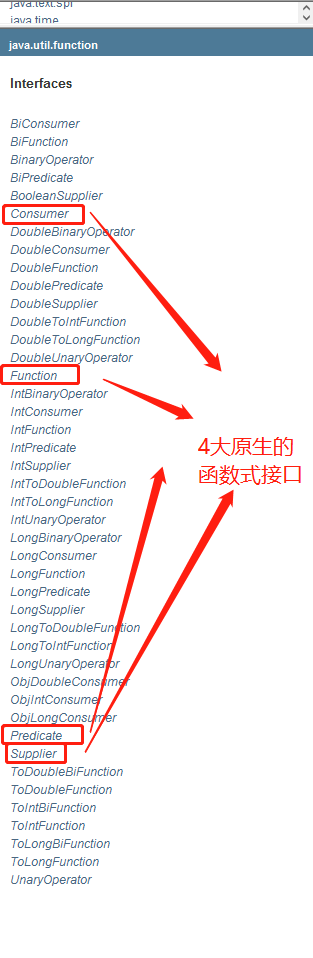 java.text.spi
java.time
java.util.function
Interfaces
BiConsumer
BiFunction
BinaryOperator
BiPredicate
BooleanSupplier
Consumer
DoubleBinaryOperator
DoubleConsumer
DoubleFunction
DoublePredicate
DoubleSupplier
DoubleToIntFunction
DoubleToLongFunction
DoubleUnaryOperator
Function
IntBinaryOperator
IntConsumer
IntFunction
IntPredicate
IntSupplier
IntToDoubleFunction
IntToLongFunction
IntUnaryOperator
LongBinaryOperator
LongConsumer
LongFunction
LongPredicate
LongSupplier
LongToDoubleFunction
LongToIntFunction
LongUnaryOperator
ObjDoubleConsumer
ObjIntConsumer
ObjLongConsumer
Predicate
Supplier
ToDoubleBiFunction
ToDoubleFunction
ToIntBiFunction
ToIntFunction
ToLongBiFunction
ToLongFunction
UnaryOperator
4大原生的
函数式接口